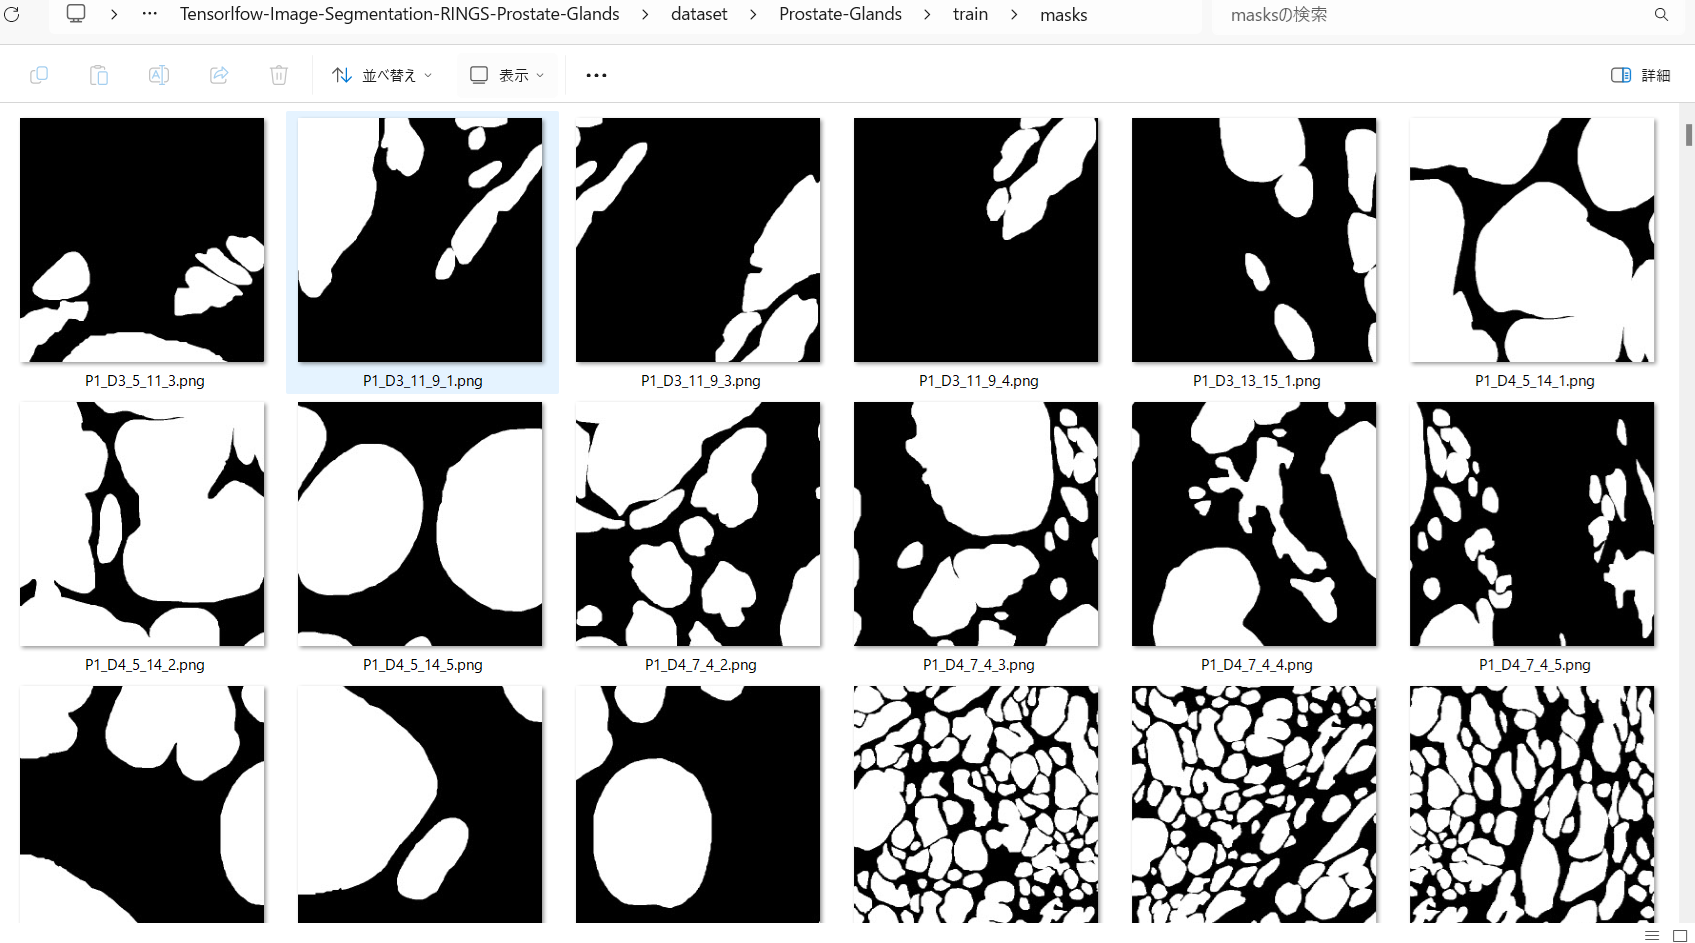 Tensorlfow-Image-Segmentation-RINGS-Prostate-Glands > dataset > Prostate-Glands > train > masks
masksの検索
並べ替え
表示
詳細
P1_D3_5_11_3.png
P1_D3_11_9_1.png
P1_D3_11_9_3.png
P1_D3_11_9_4.png
P1_D3_13_15_1.png
P1_D4_5_14_1.png
P1_D4_5_14_2.png
P1_D4_5_14_5.png
P1_D4_7_4_2.png
P1_D4_7_4_3.png
P1_D4_7_4_4.png
P1_D4_7_4_5.png